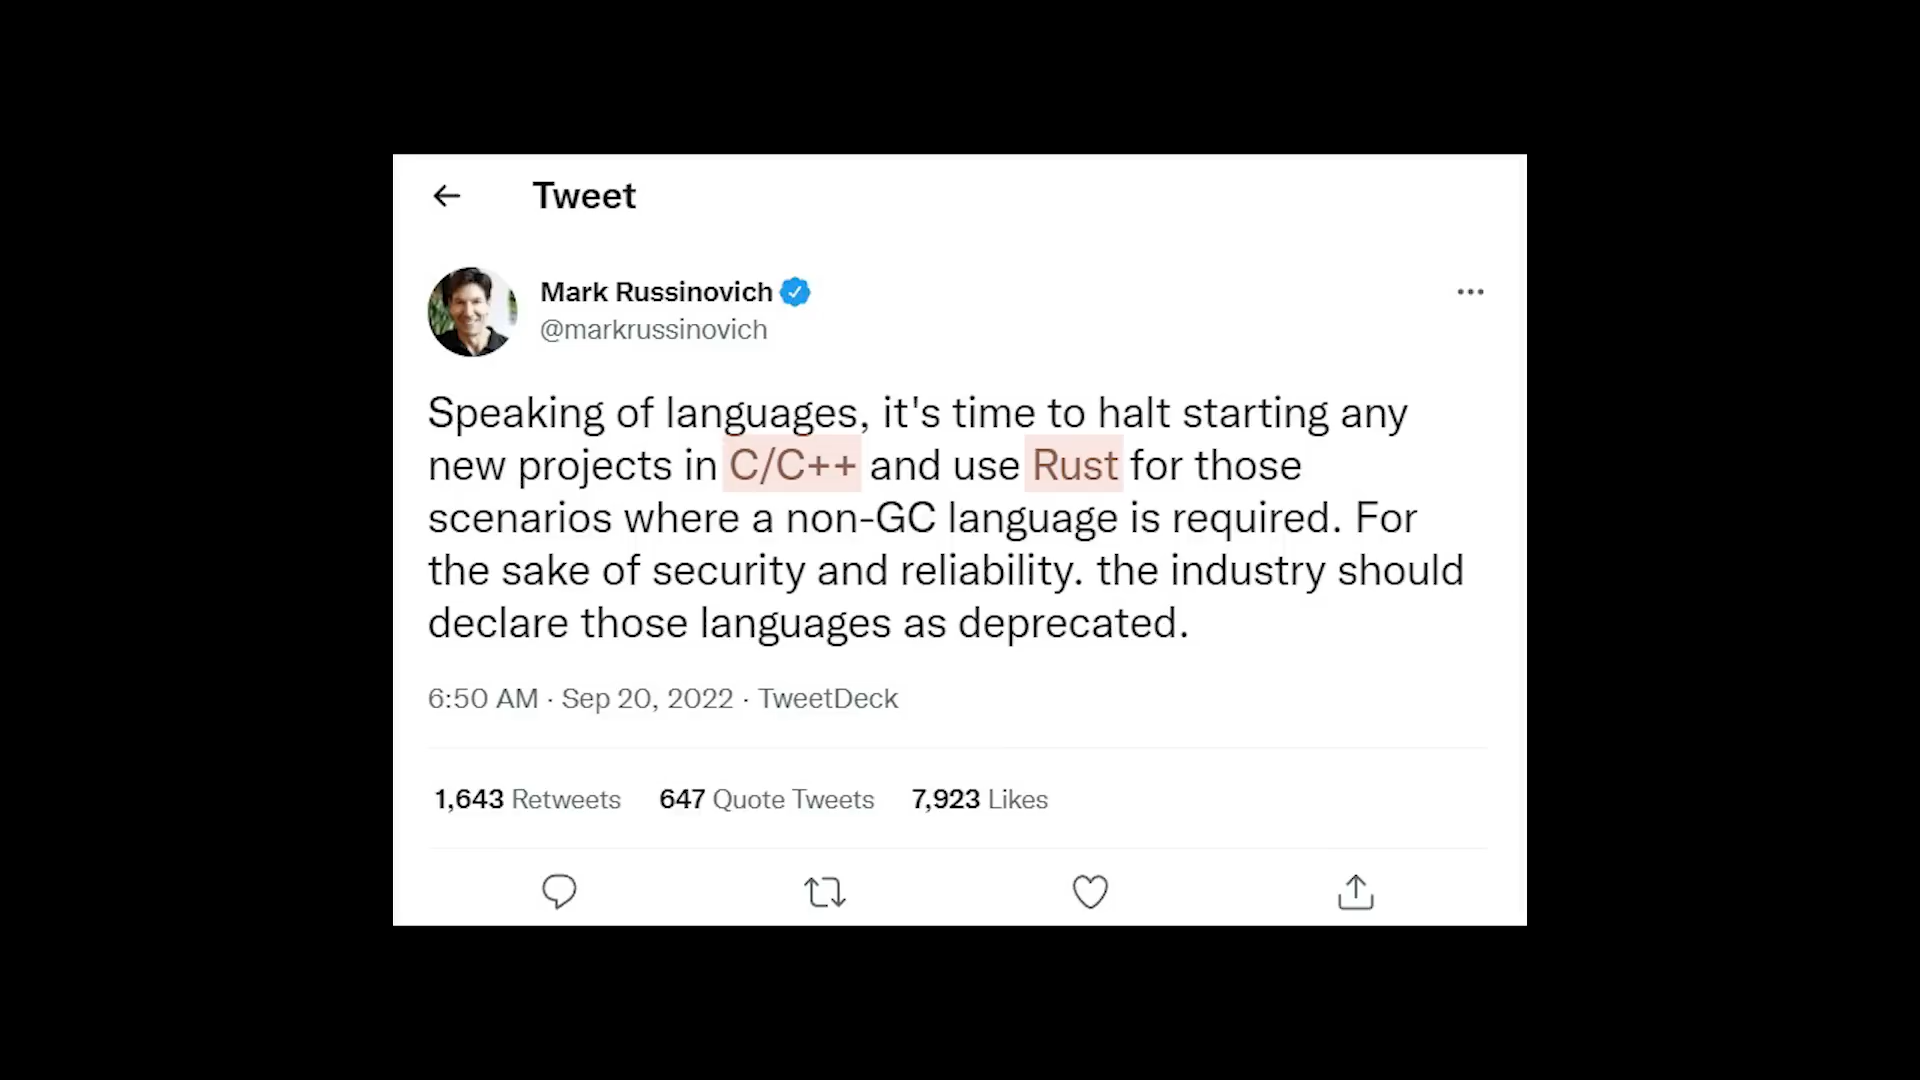 Tweet
Mark Russinovich
@markrussinovich
Speaking of languages, it's time to halt starting any
new projects in C/C++ and use Rust for those
scenarios where a non-GC language is required. For
the sake of security and reliability. the industry should
declare those languages as deprecated.
6:50 AM · Sep 20, 2022 · TweetDeck
1,643 Retweets 647 Quote Tweets 7,923 Likes